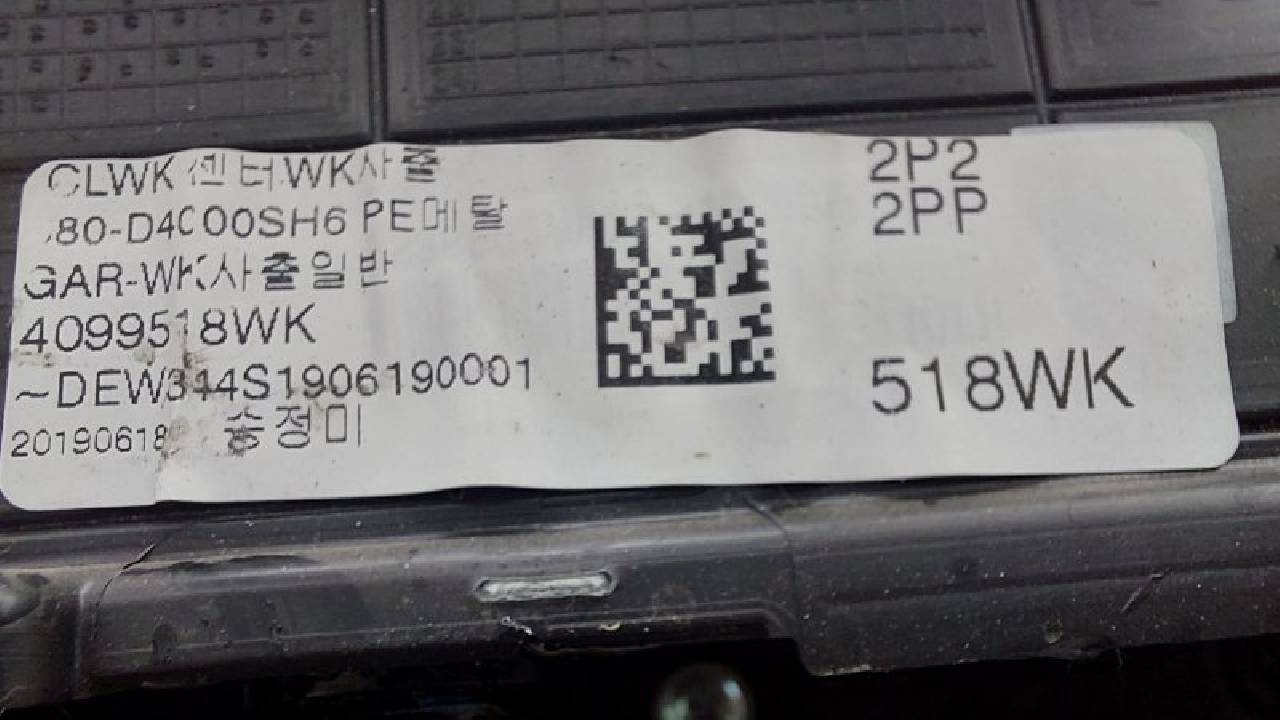 CLWK 센터WK사출
80-D4C00SH6 PE메탈
GAR-WK사출일반
4099518WK
~DEW344S1906190001
20190618 송정미
2P2
2PP
518WK